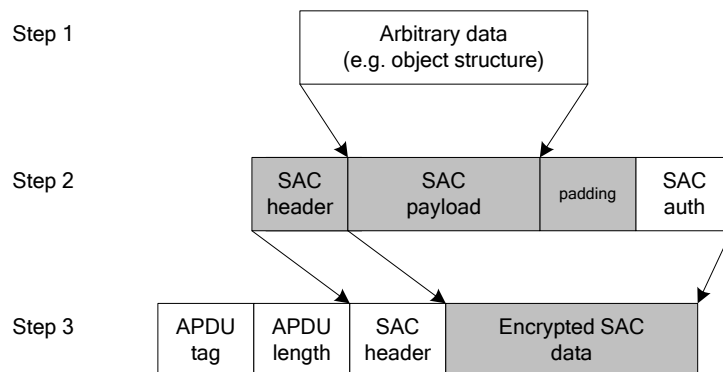 Step 1
Arbitrary data
(e.g. object structure)
Step 2
SAC
header
SAC
payload
padding
SAC
auth
Step 3
APDU
tag
APDU
length
SAC
header
Encrypted SAC
data